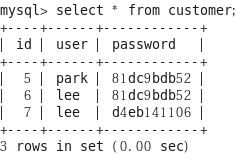 mysql> select * from customer;
+----+------+------------+
| id | user | password   |
+----+------+------------+
|  5 | park | 81dc9bdb52 |
|  6 | lee  | 81dc9bdb52 |
|  7 | lee  | d4eb141106 |
+----+------+------------+
3 rows in set (0.00 sec)